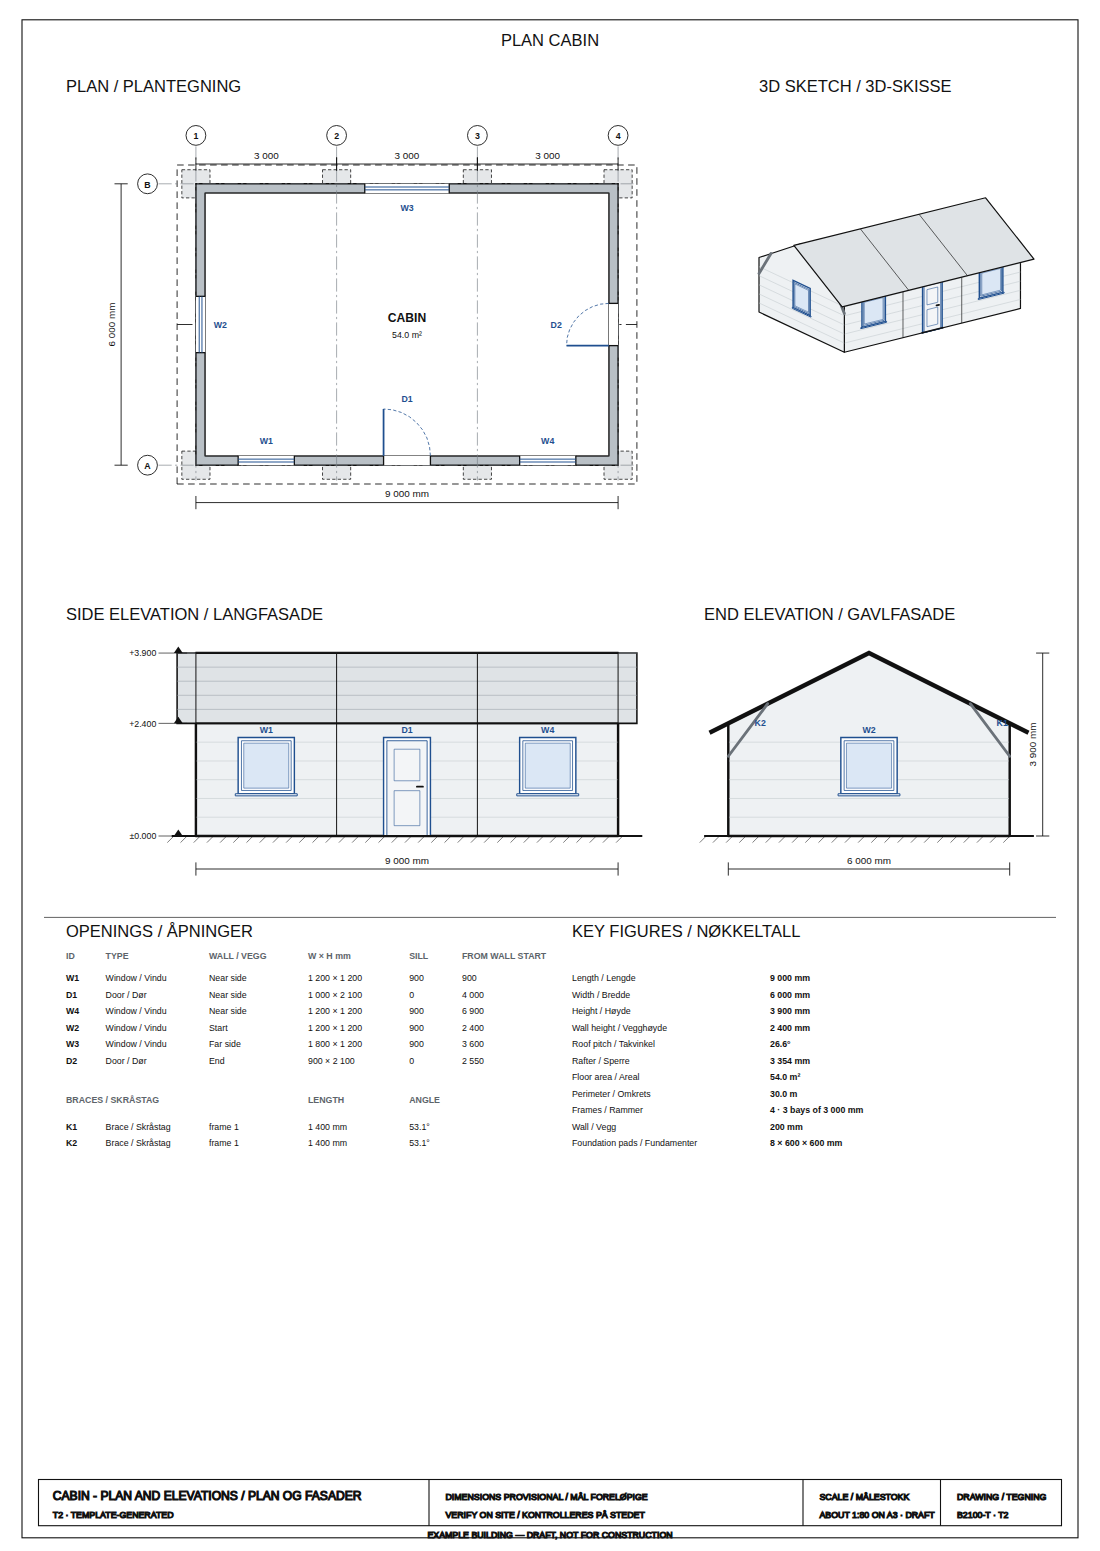 PLAN CABIN
PLAN / PLANTEGNING
3D SKETCH / 3D-SKISSE
1 2 3 4
3 000 3 000 3 000
B
W3
6 000 mm
W2
CABIN
54.0 m²
D2
D1
W1
W4
A
9 000 mm
SIDE ELEVATION / LANGFASADE
END ELEVATION / GAVLFASADE
+3.900
+2.400
W1 D1 W4
±0.000
9 000 mm
K2
K1
W2
3 900 mm
6 000 mm
OPENINGS / ÅPNINGER
ID TYPE WALL / VEGG W × H mm SILL FROM WALL START
W1 Window / Vindu Near side 1 200 × 1 200 900 900
D1 Door / Dør Near side 1 000 × 2 100 0 4 000
W4 Window / Vindu Near side 1 200 × 1 200 900 6 900
W2 Window / Vindu Start 1 200 × 1 200 900 2 400
W3 Window / Vindu Far side 1 800 × 1 200 900 3 600
D2 Door / Dør End 900 × 2 100 0 2 550
BRACES / SKRÅSTAG LENGTH ANGLE
K1 Brace / Skråstag frame 1 1 400 mm 53.1°
K2 Brace / Skråstag frame 1 1 400 mm 53.1°
KEY FIGURES / NØKKELTALL
Length / Lengde 9 000 mm
Width / Bredde 6 000 mm
Height / Høyde 3 900 mm
Wall height / Vegghøyde 2 400 mm
Roof pitch / Takvinkel 26.6°
Rafter / Sperre 3 354 mm
Floor area / Areal 54.0 m²
Perimeter / Omkrets 30.0 m
Frames / Rammer 4 · 3 bays of 3 000 mm
Wall / Vegg 200 mm
Foundation pads / Fundamenter 8 × 600 × 600 mm
CABIN - PLAN AND ELEVATIONS / PLAN OG FASADER
T2 · TEMPLATE-GENERATED
DIMENSIONS PROVISIONAL / MÅL FORELØPIGE
VERIFY ON SITE / KONTROLLERES PÅ STEDET
SCALE / MÅLESTOKK
ABOUT 1:80 ON A3 · DRAFT
DRAWING / TEGNING
B2100-T · T2
EXAMPLE BUILDING — DRAFT, NOT FOR CONSTRUCTION